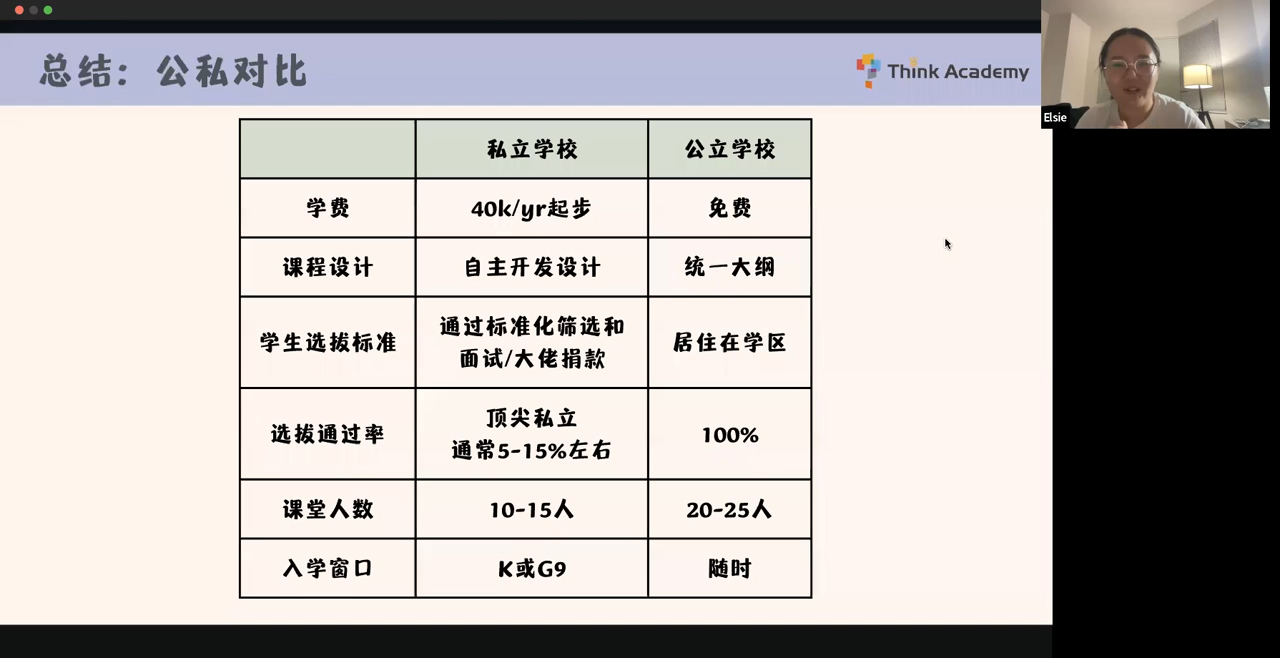 总结：公私对比
Think Academy
Elsie
私立学校 公立学校
学费 40k/yr起步 免费
课程设计 自主开发设计 统一大纲
学生选拔标准 通过标准化筛选和
面试/大佬捐款 居住在学区
选拔通过率 顶尖私立
通常5-15%左右 100%
课堂人数 10-15人 20-25人
入学窗口 K或G9 随时